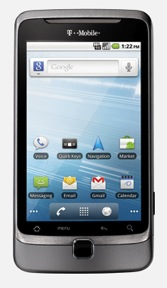 T··Mobile·
1:22 PM
g Google
Voice Quick Keys Navigation Market
Messaging Email Gmail Calendar
menu